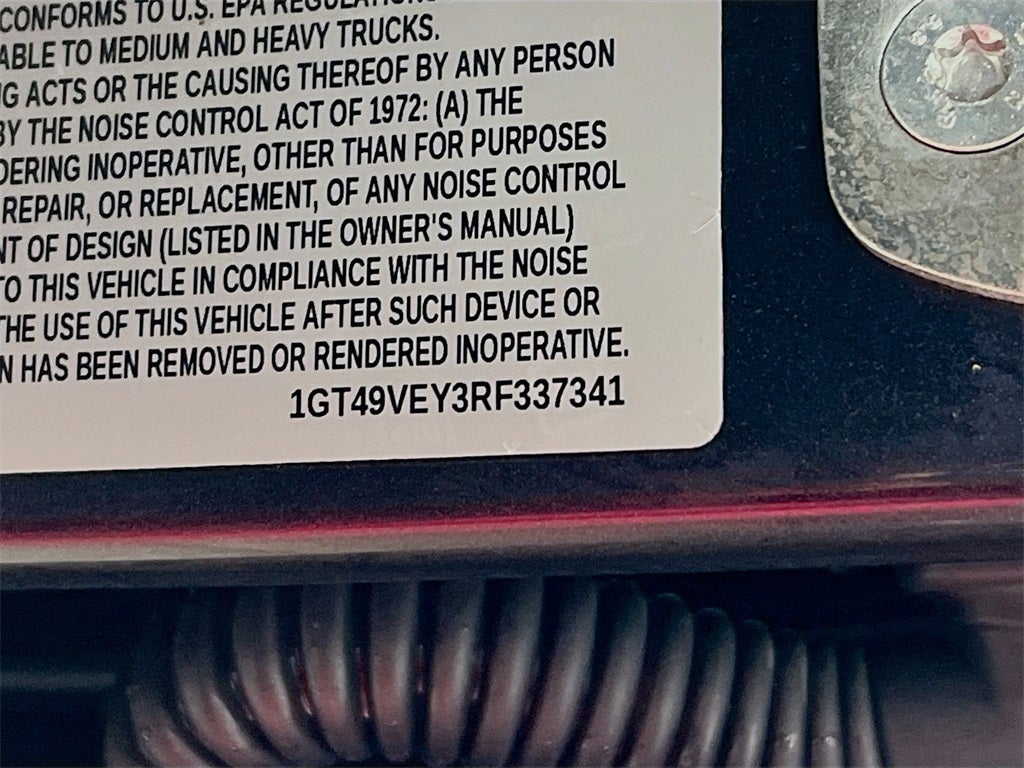 CONFORMS TO U.S. EPA REGULATIONS
ABLE TO MEDIUM AND HEAVY TRUCKS.
G ACTS OR THE CAUSING THEREOF BY ANY PERSON
BY THE NOISE CONTROL ACT OF 1972: (A) THE
DERING INOPERATIVE, OTHER THAN FOR PURPOSES
REPAIR, OR REPLACEMENT, OF ANY NOISE CONTROL
NT OF DESIGN (LISTED IN THE OWNER'S MANUAL)
TO THIS VEHICLE IN COMPLIANCE WITH THE NOISE
THE USE OF THIS VEHICLE AFTER SUCH DEVICE OR
N HAS BEEN REMOVED OR RENDERED INOPERATIVE.
1GT49VEY3RF337341